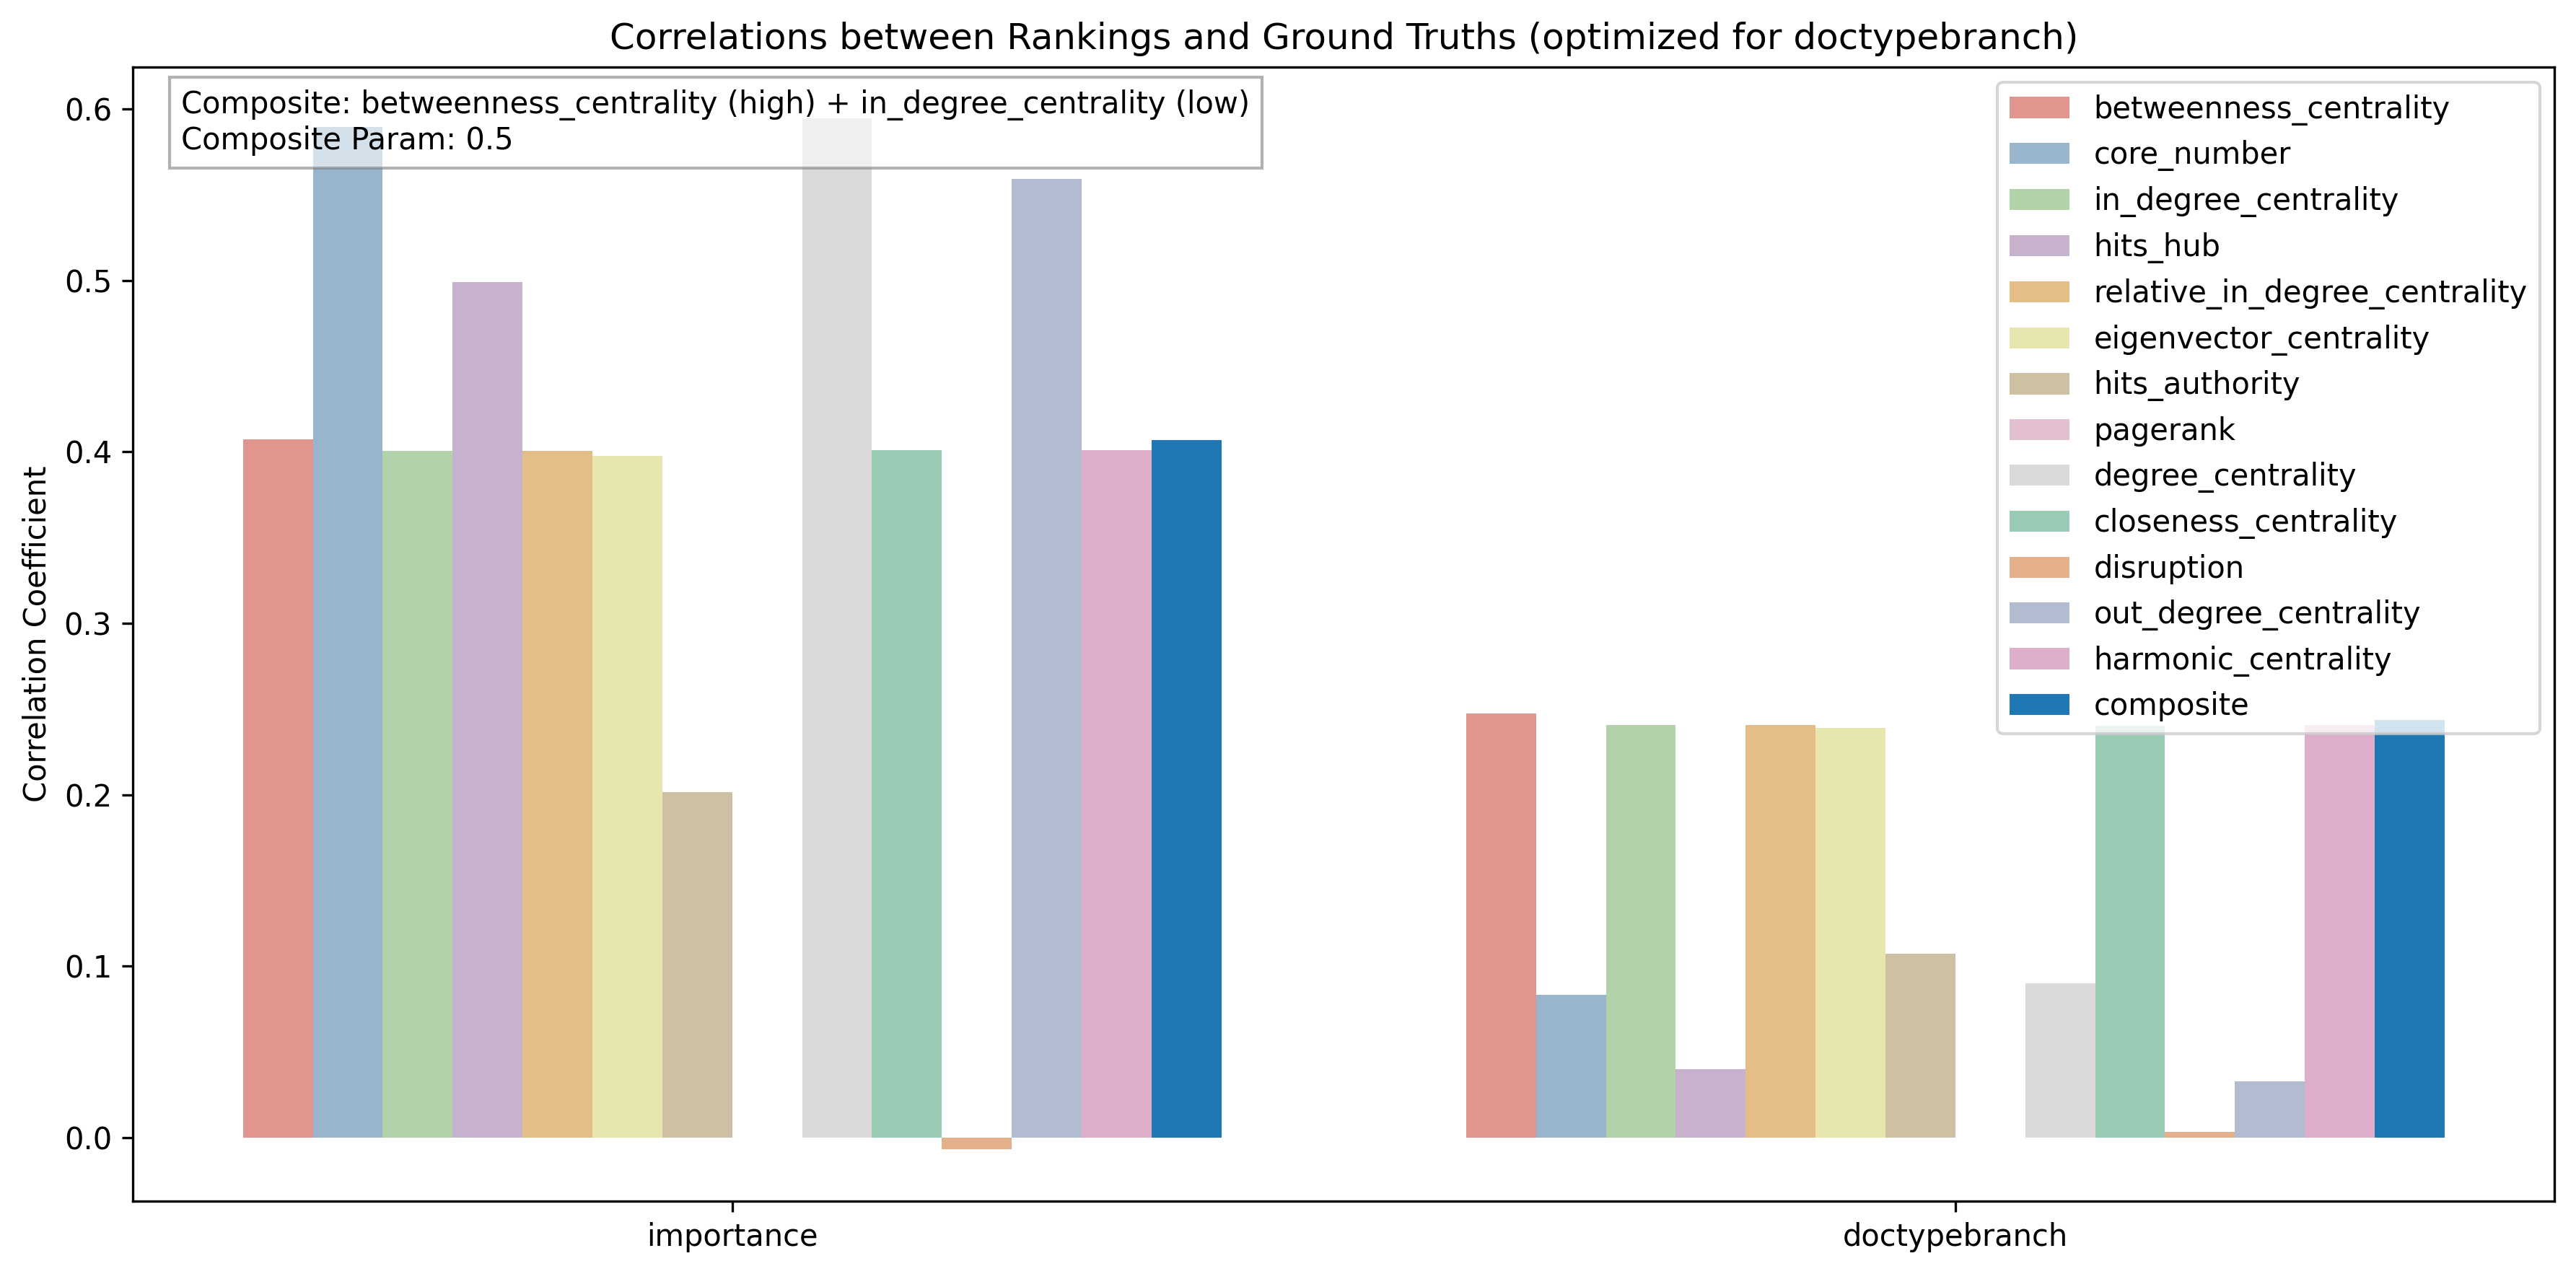 Correlations between Rankings and Ground Truths (optimized for doctypebranch)
Composite: betweenness_centrality (high) + in_degree_centrality (low)
Composite Param: 0.5
Correlation Coefficient
0.6
0.5
0.4
0.3
0.2
0.1
0.0
importance
doctypebranch
betweenness_centrality
core_number
in_degree_centrality
hits_hub
relative_in_degree_centrality
eigenvector_centrality
hits_authority
pagerank
degree_centrality
closeness_centrality
disruption
out_degree_centrality
harmonic_centrality
composite